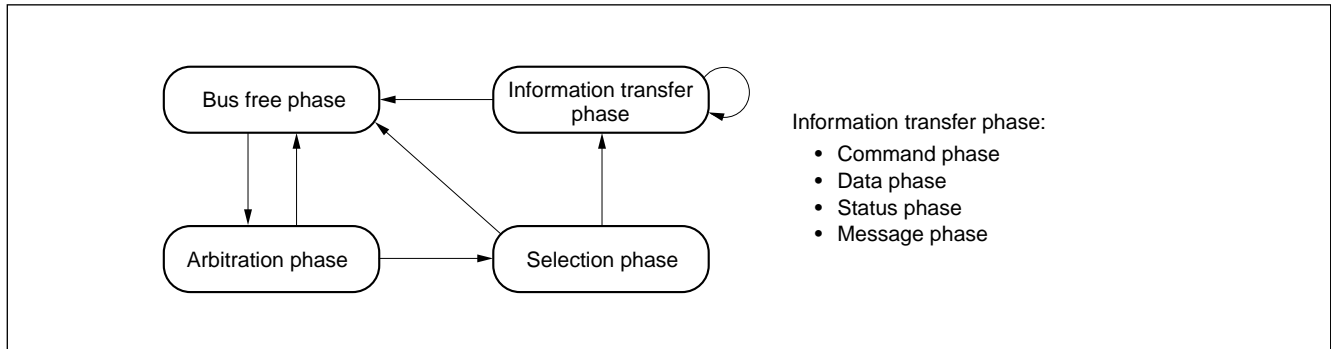 Bus free phase
Information transfer
phase
Arbitration phase
Selection phase
Information transfer phase:
• Command phase
• Data phase
• Status phase
• Message phase